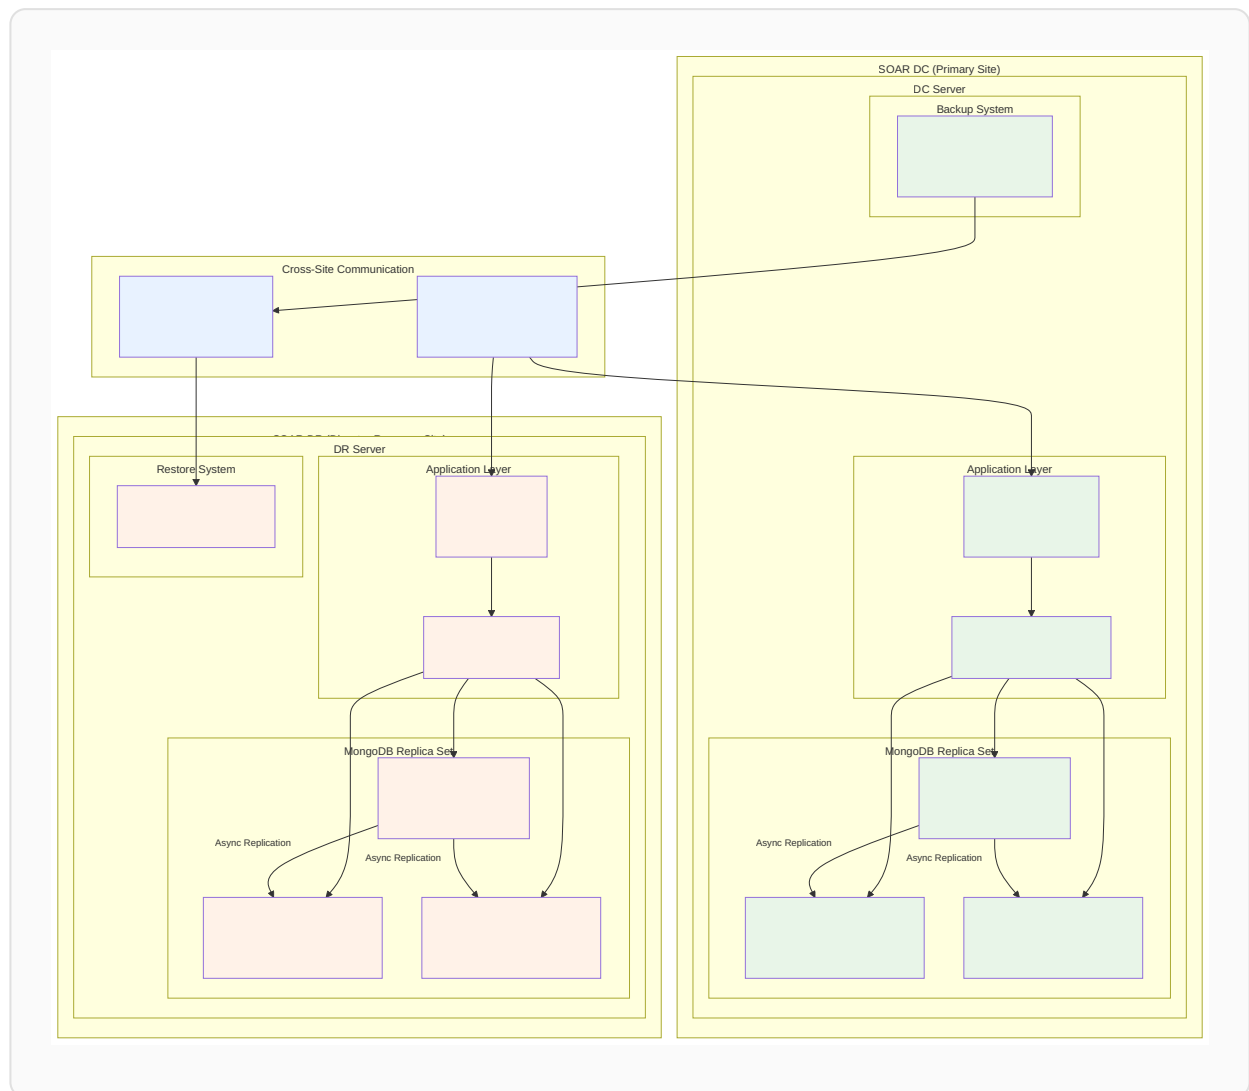 SOAR DC (Primary Site)
DC Server
Backup System
Cross-Site Communication
DR Server
Restore System
Application Layer
Application Layer
MongoDB Replica Set
MongoDB Replica Set
Async Replication
Async Replication
Async Replication
Async Replication